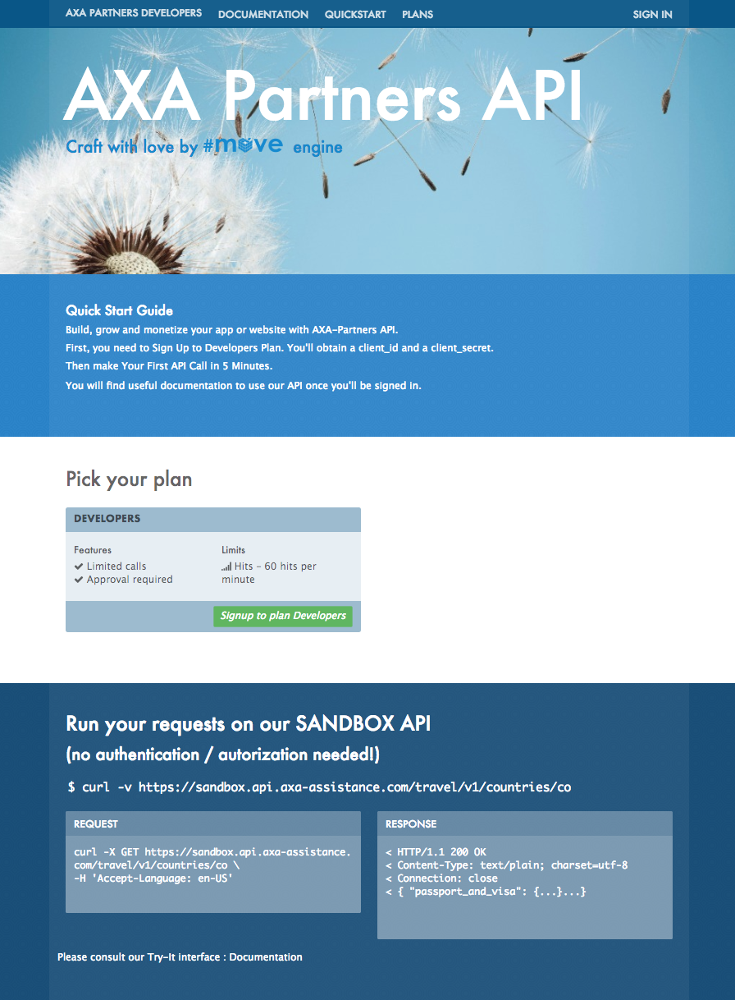 AXA PARTNERS DEVELOPERS DOCUMENTATION QUICKSTART PLANS SIGN IN
AXA Partners API
Craft with love by #move engine
Quick Start Guide
Build, grow and monetize your app or website with AXA-Partners API.
First, you need to Sign Up to Developers Plan. You'll obtain a client_id and a client_secret.
Then make Your First API Call in 5 Minutes.
You will find useful documentation to use our API once you'll be signed in.
Pick your plan
DEVELOPERS
Features
Limited calls
Approval required
Limits
Hits – 60 hits per
minute
Signup to plan Developers
Run your requests on our SANDBOX API
(no authentication / autorization needed!)
$ curl -v https://sandbox.api.axa-assistance.com/travel/v1/countries/co
REQUEST
curl -X GET https://sandbox.api.axa-assistance.
com/travel/v1/countries/co \
-H 'Accept-Language: en-US'
RESPONSE
< HTTP/1.1 200 OK
< Content-Type: text/plain; charset=utf-8
< Connection: close
< { "passport_and_visa": {...}...}
Please consult our Try-It interface : Documentation